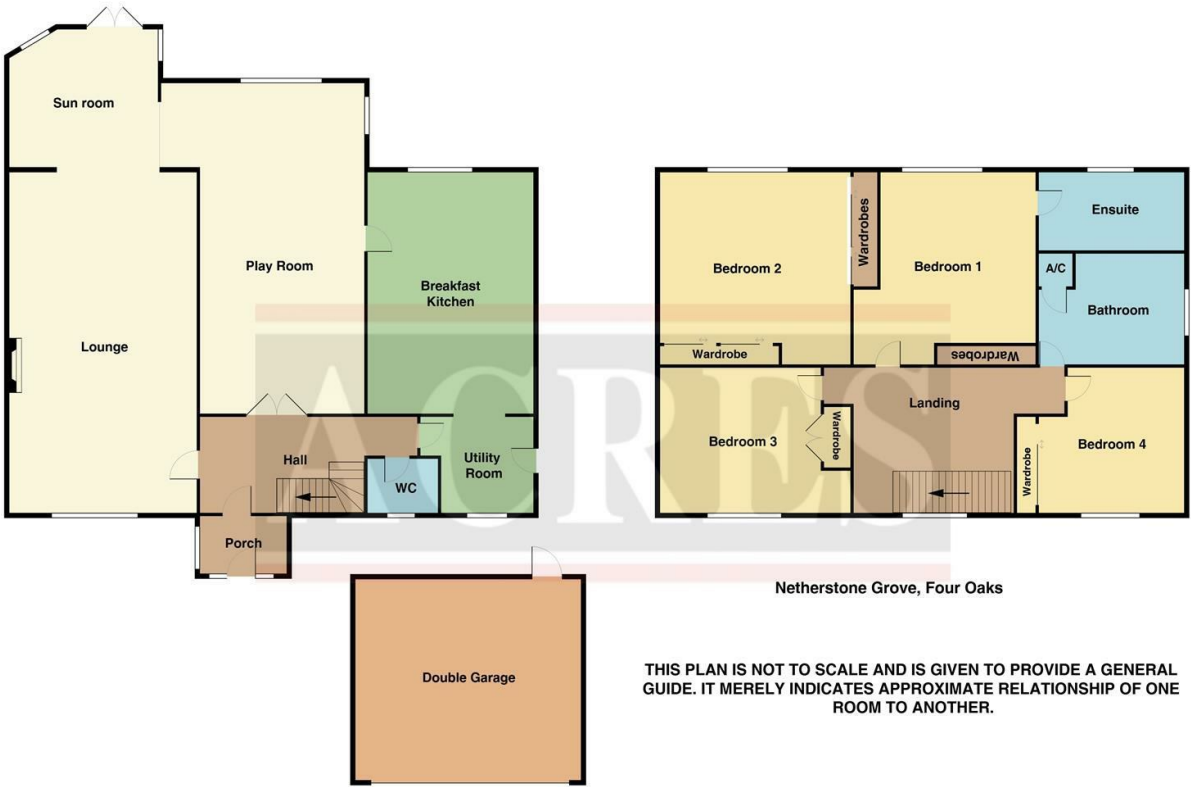 Sun room
Play Room
Lounge
Breakfast
Kitchen
Hall
WC
Utility
Room
Porch
Double Garage
Bedroom 2
Wardrobes
Bedroom 1
Ensuite
A/C
Bathroom
Wardrobe
Wardrobes
Landing
Bedroom 3
Wardrobe
Wardrobe
Bedroom 4
ACRES
Netherstone Grove, Four Oaks
THIS PLAN IS NOT TO SCALE AND IS GIVEN TO PROVIDE A GENERAL
GUIDE. IT MERELY INDICATES APPROXIMATE RELATIONSHIP OF ONE
ROOM TO ANOTHER.